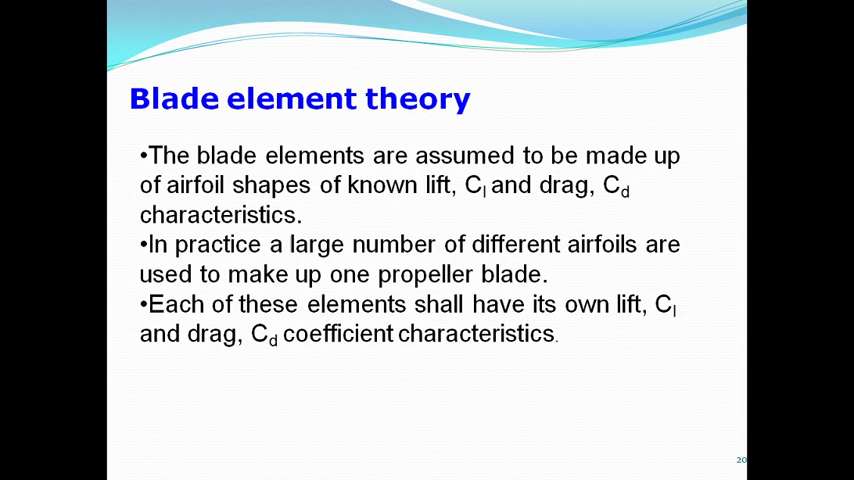 Blade element theory
•The blade elements are assumed to be made up
of airfoil shapes of known lift, Cl and drag, Cd
characteristics.
•In practice a large number of different airfoils are
used to make up one propeller blade.
•Each of these elements shall have its own lift, Cl
and drag, Cd coefficient characteristics.
20